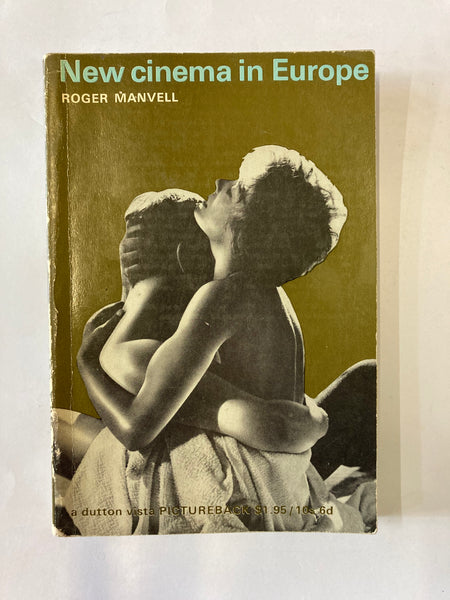 New cinema in Europe
ROGER MANVELL
a dutton vista PICTUREBACK $1.95/10s 6d